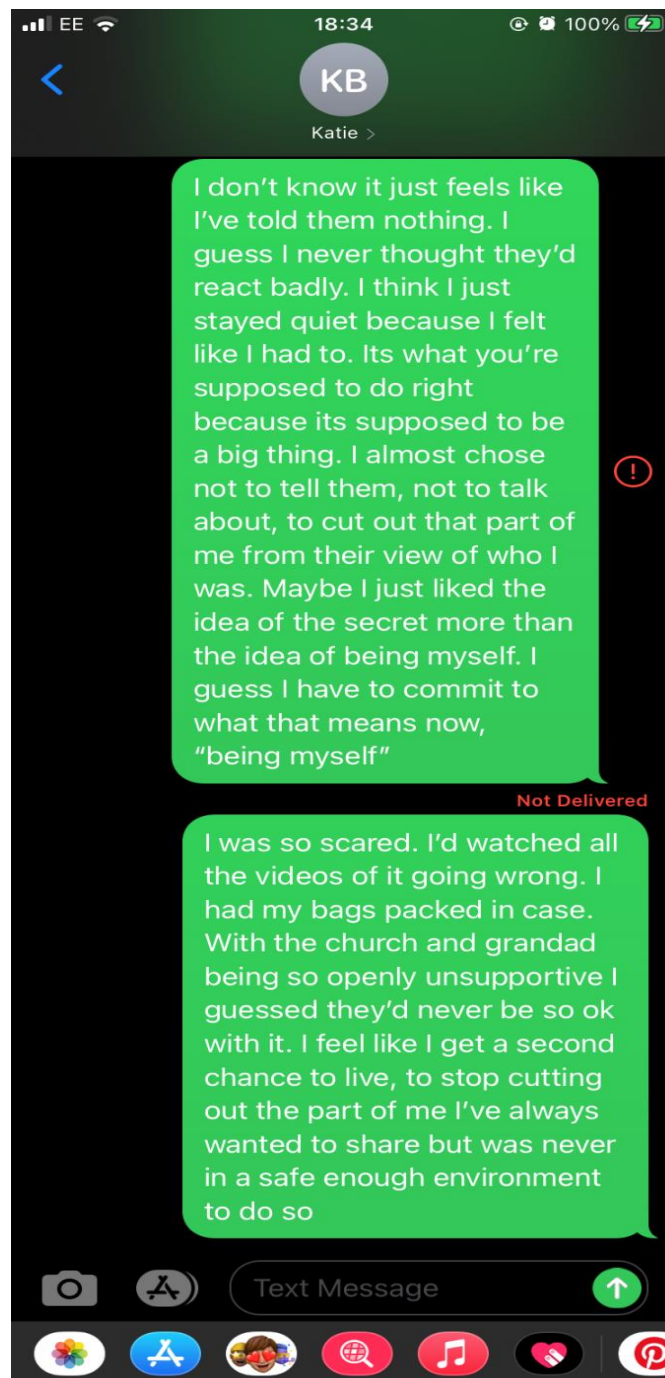 EE
18:34
100%
KB
Katie
I don't know it just feels like
I've told them nothing. I
guess I never thought they'd
react badly. I think I just
stayed quiet because I felt
like I had to. Its what you're
supposed to do right
because its supposed to be
a big thing. I almost chose
not to tell them, not to talk
about, to cut out that part of
me from their view of who I
was. Maybe I just liked the
idea of the secret more than
the idea of being myself. I
guess I have to commit to
what that means now,
“being myself”
!
Not Delivered
I was so scared. I'd watched all
the videos of it going wrong. I
had my bags packed in case.
With the church and grandad
being so openly unsupportive I
guessed they'd never be so ok
with it. I feel like I get a second
chance to live, to stop cutting
out the part of me I've always
wanted to share but was never
in a safe enough environment
to do so
Text Message